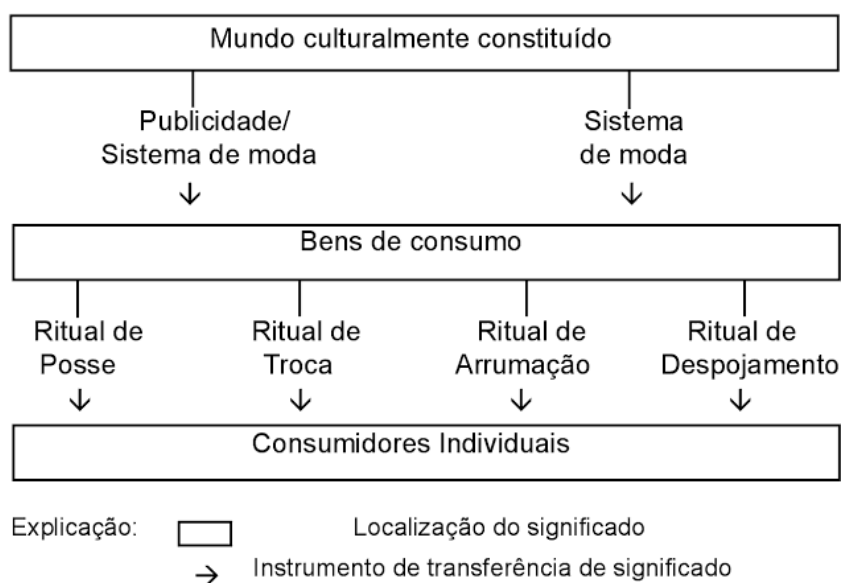 Mundo culturalmente constituído
Publicidade/
Sistema de moda
Sistema
de moda
Bens de consumo
Ritual de
Posse
Ritual de
Troca
Ritual de
Arrumação
Ritual de
Despojamento
Consumidores Individuais
Explicação: Localização do significado
Instrumento de transferência de significado